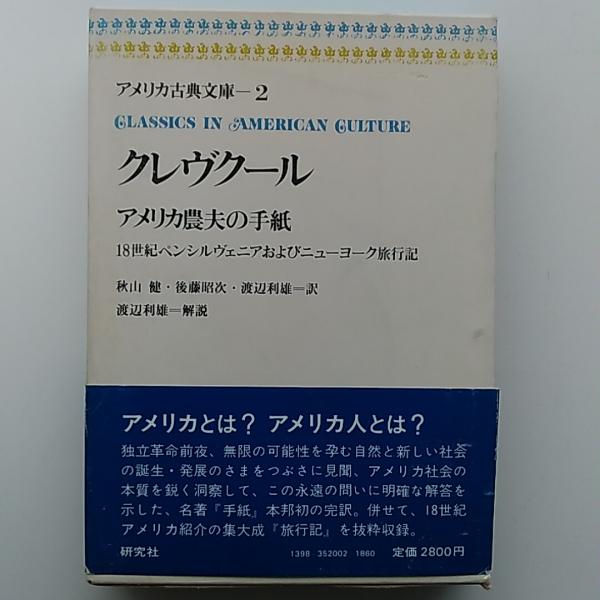 アメリカ古典文庫―2
CLASSICS IN AMERICAN CULTURE
クレヴクール
アメリカ農夫の手紙
18世紀ペンシルヴェニアおよびニューヨーク旅行記
秋山 健・後藤昭次・渡辺利雄=訳
渡辺利雄=解説
アメリカとは? アメリカ人とは?
独立革命前夜、無限の可能性を孕む自然と新しい社会
の誕生・発展のさまをつぶさに見聞、アメリカ社会の
本質を鋭く洞察して、この永遠の問いに明確な解答を
示した、名著『手紙』本邦初の完訳。併せて、18世紀
アメリカ紹介の集大成『旅行記』を抜粋収録。
研究社 1398 352002 1860 定価 2800円